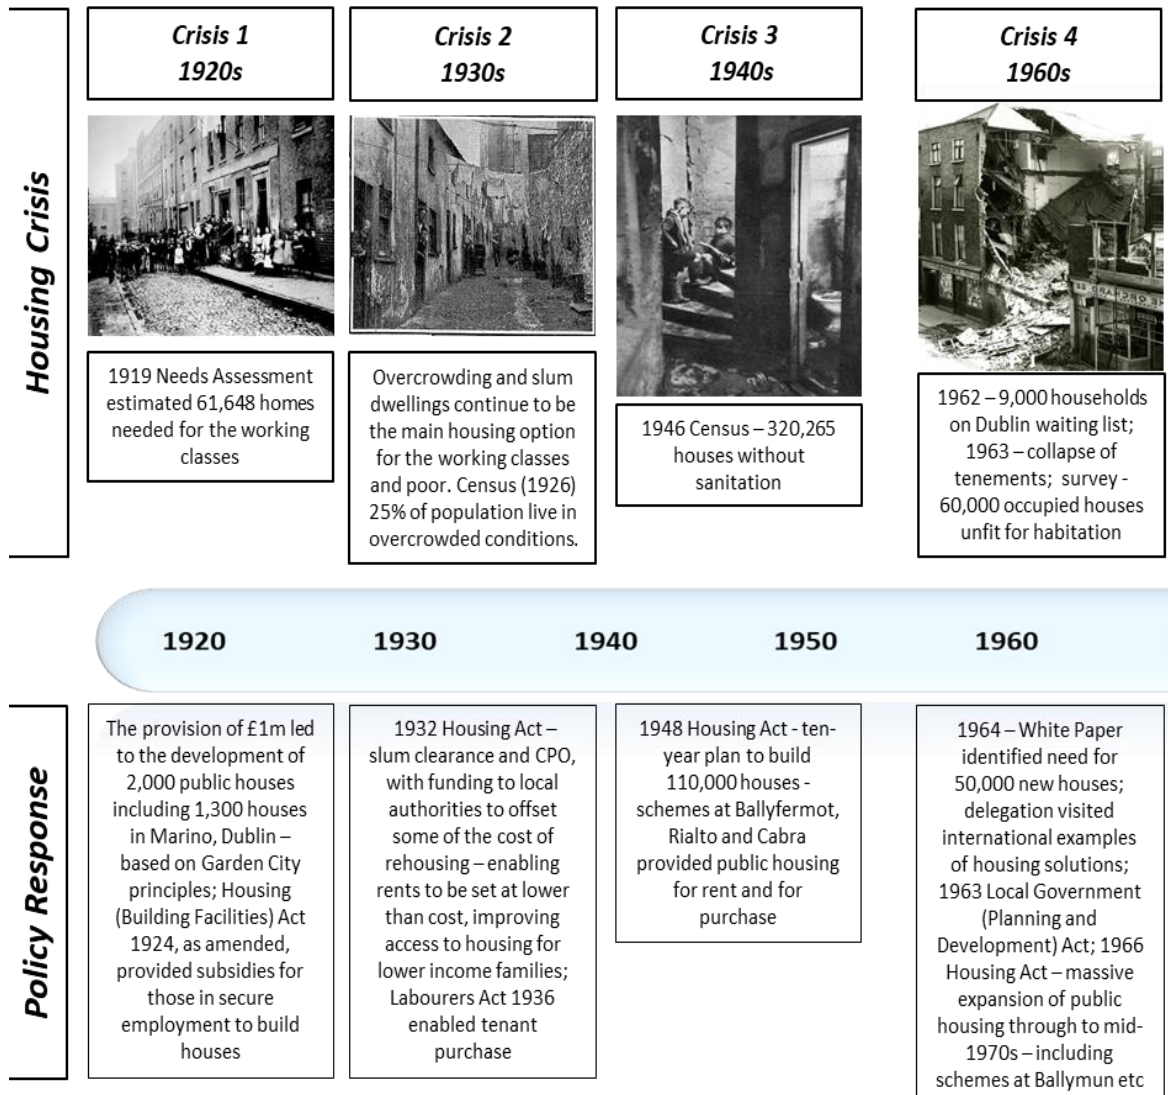 Housing Crisis
Crisis 1
1920s
Crisis 2
1930s
Crisis 3
1940s
Crisis 4
1960s
1919 Needs Assessment
estimated 61,648 homes
needed for the working
classes
Overcrowding and slum
dwellings continue to be
the main housing option
for the working classes
and poor. Census (1926)
25% of population live in
overcrowded conditions.
1946 Census – 320,265
houses without
sanitation
1962 – 9,000 households
on Dublin waiting list;
1963 – collapse of
tenements; survey -
60,000 occupied houses
unfit for habitation
1920 1930 1940 1950 1960
Policy Response
The provision of £1m led
to the development of
2,000 public houses
including 1,300 houses
in Marino, Dublin –
based on Garden City
principles; Housing
(Building Facilities) Act
1924, as amended,
provided subsidies for
those in secure
employment to build
houses
1932 Housing Act –
slum clearance and CPO,
with funding to local
authorities to offset
some of the cost of
rehousing – enabling
rents to be set at lower
than cost, improving
access to housing for
lower income families;
Labourers Act 1936
enabled tenant
purchase
1948 Housing Act - ten-
year plan to build
110,000 houses -
schemes at Ballyfermot,
Rialto and Cabra
provided public housing
for rent and for
purchase
1964 – White Paper
identified need for
50,000 new houses;
delegation visited
international examples
of housing solutions;
1963 Local Government
(Planning and
Development) Act; 1966
Housing Act – massive
expansion of public
housing through to mid-
1970s – including
schemes at Ballymun etc